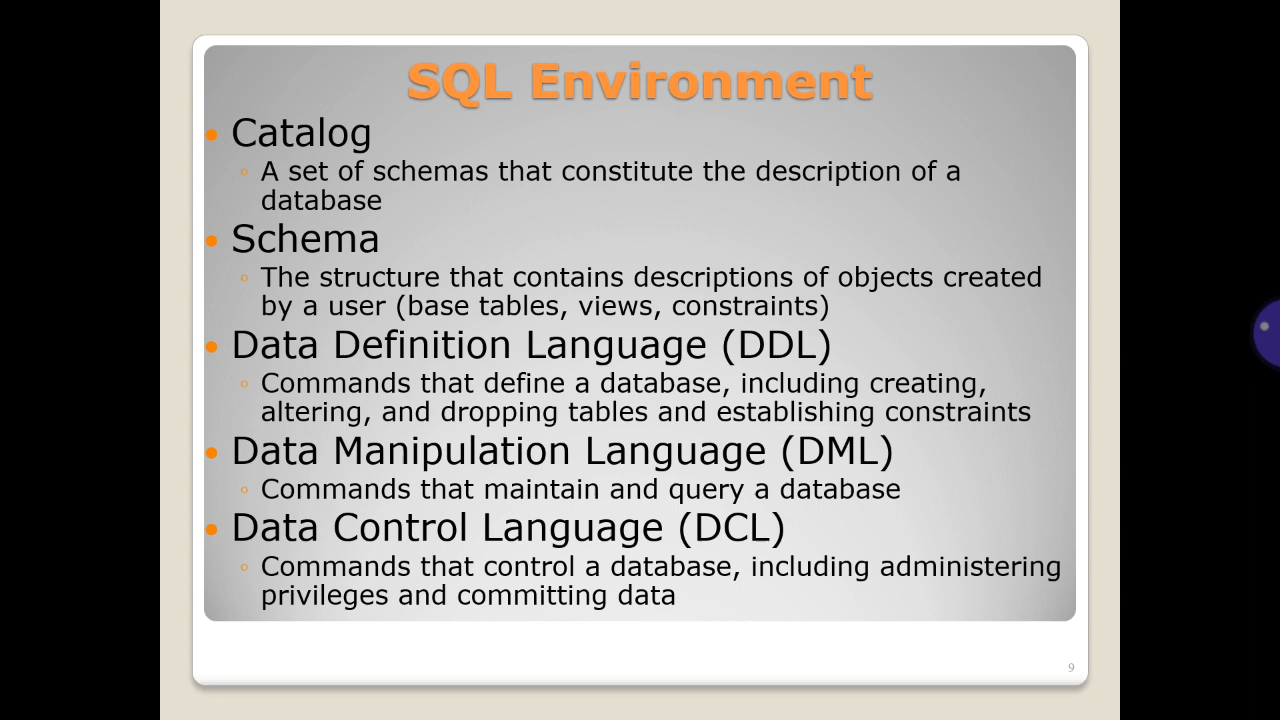 SQL Environment
Catalog
A set of schemas that constitute the description of a
database
Schema
The structure that contains descriptions of objects created
by a user (base tables, views, constraints)
Data Definition Language (DDL)
Commands that define a database, including creating,
altering, and dropping tables and establishing constraints
Data Manipulation Language (DML)
Commands that maintain and query a database
Data Control Language (DCL)
Commands that control a database, including administering
privileges and committing data
9